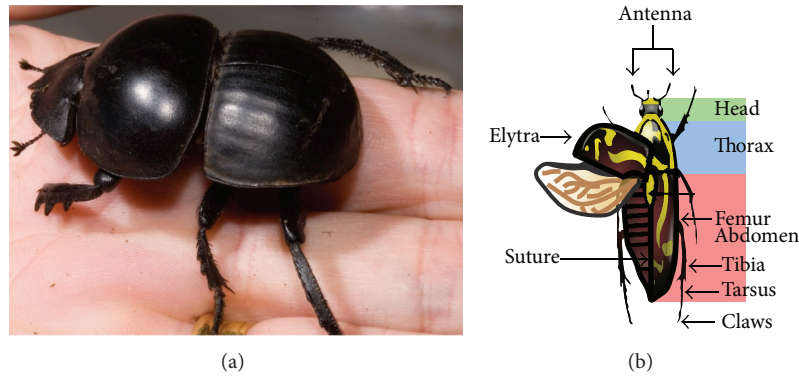 Antenna
Head
Elytra
Thorax
Femur
Abdomen
Suture
Tibia
Tarsus
Claws
(a)
(b)